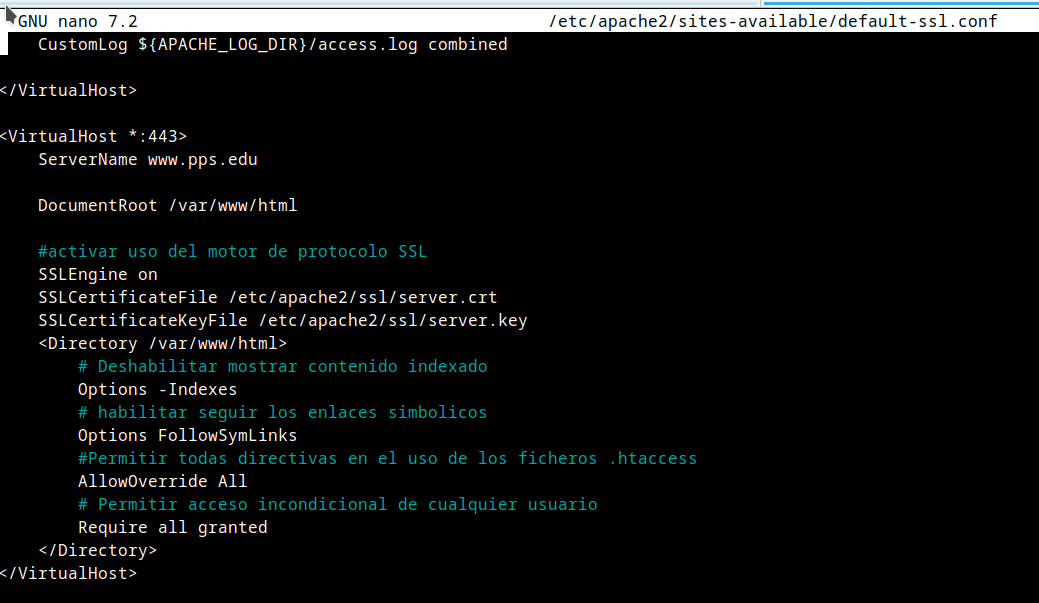 GNU nano 7.2 /etc/apache2/sites-available/default-ssl.conf
CustomLog ${APACHE_LOG_DIR}/access.log combined
</VirtualHost>
<VirtualHost *:443>
ServerName www.pps.edu
DocumentRoot /var/www/html
#activar uso del motor de protocolo SSL
SSLEngine on
SSLCertificateFile /etc/apache2/ssl/server.crt
SSLCertificateKeyFile /etc/apache2/ssl/server.key
<Directory /var/www/html>
# Deshabilitar mostrar contenido indexado
Options -Indexes
# habilitar seguir los enlaces simbolicos
Options FollowSymLinks
#Permitir todas directivas en el uso de los ficheros .htaccess
AllowOverride All
# Permitir acceso incondicional de cualquier usuario
Require all granted
</Directory>
</VirtualHost>